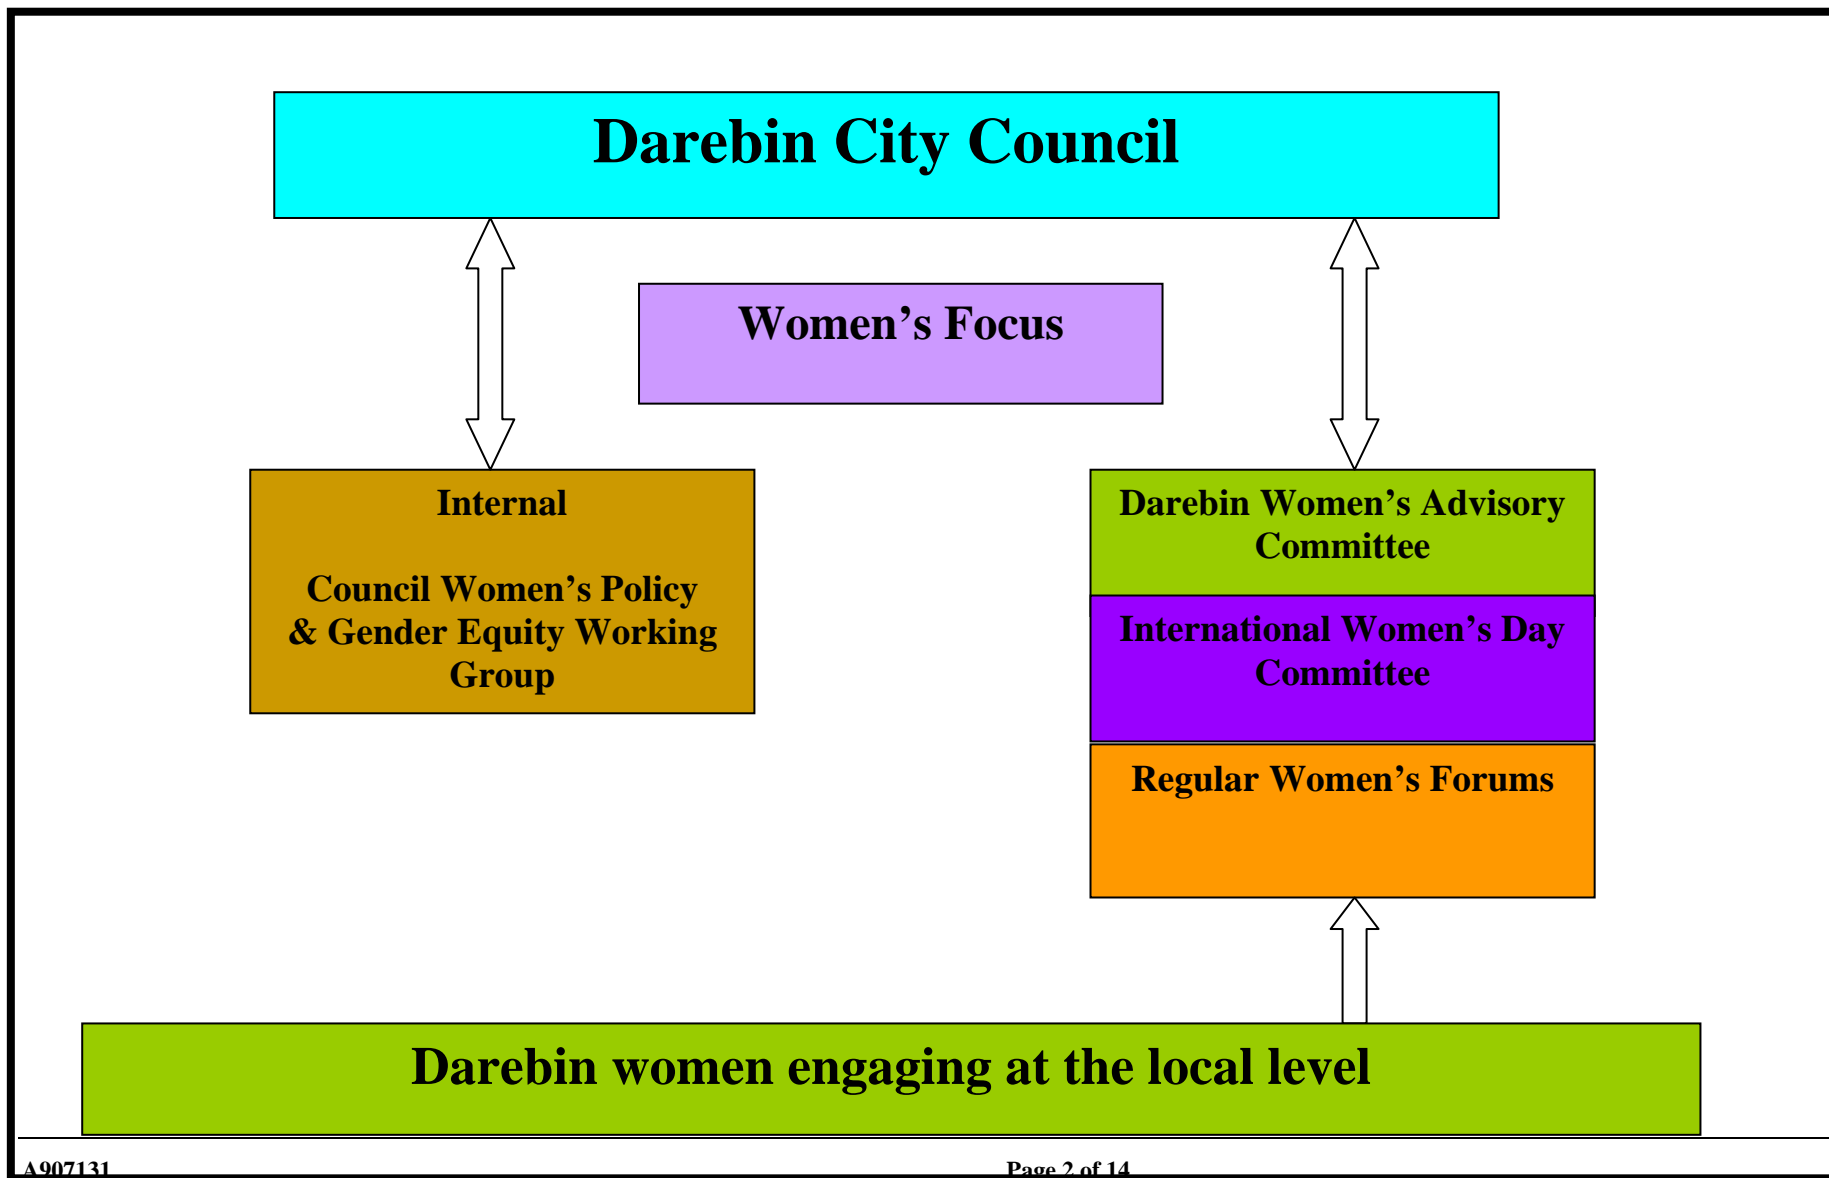 Darebin City Council
Women’s Focus
Internal
Council Women’s Policy
& Gender Equity Working
Group
Darebin Women’s Advisory
Committee
International Women’s Day
Committee
Regular Women’s Forums
Darebin women engaging at the local level
A907131
Page 2 of 14